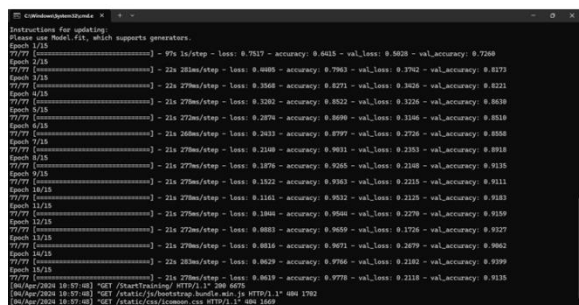 C:\Windows\System32\cmd.e
Instructions for updating:
Please use Model.fit, which supports generators.
Epoch 1/15
77/77 [==============================] - 97s 1s/step - loss: 0.7517 - accuracy: 0.6415 - val_loss: 0.5028 - val_accuracy: 0.7260
Epoch 2/15
77/77 [==============================] - 22s 281ms/step - loss: 0.4405 - accuracy: 0.7963 - val_loss: 0.3742 - val_accuracy: 0.8173
Epoch 3/15
77/77 [==============================] - 22s 279ms/step - loss: 0.3568 - accuracy: 0.8271 - val_loss: 0.3426 - val_accuracy: 0.8221
Epoch 4/15
77/77 [==============================] - 21s 275ms/step - loss: 0.3202 - accuracy: 0.8522 - val_loss: 0.3226 - val_accuracy: 0.8630
Epoch 5/15
77/77 [==============================] - 21s 272ms/step - loss: 0.2874 - accuracy: 0.8690 - val_loss: 0.3146 - val_accuracy: 0.8510
Epoch 6/15
77/77 [==============================] - 21s 268ms/step - loss: 0.2433 - accuracy: 0.8797 - val_loss: 0.2726 - val_accuracy: 0.8558
Epoch 7/15
77/77 [==============================] - 21s 278ms/step - loss: 0.2140 - accuracy: 0.9031 - val_loss: 0.2353 - val_accuracy: 0.8918
Epoch 8/15
77/77 [==============================] - 21s 277ms/step - loss: 0.1876 - accuracy: 0.9265 - val_loss: 0.2148 - val_accuracy: 0.9135
Epoch 9/15
77/77 [==============================] - 21s 275ms/step - loss: 0.1522 - accuracy: 0.9363 - val_loss: 0.2215 - val_accuracy: 0.9111
Epoch 10/15
77/77 [==============================] - 21s 278ms/step - loss: 0.1161 - accuracy: 0.9532 - val_loss: 0.2125 - val_accuracy: 0.9183
Epoch 11/15
77/77 [==============================] - 21s 275ms/step - loss: 0.1044 - accuracy: 0.9544 - val_loss: 0.2270 - val_accuracy: 0.9159
Epoch 12/15
77/77 [==============================] - 21s 272ms/step - loss: 0.0883 - accuracy: 0.9659 - val_loss: 0.1726 - val_accuracy: 0.9327
Epoch 13/15
77/77 [==============================] - 21s 270ms/step - loss: 0.0816 - accuracy: 0.9671 - val_loss: 0.2679 - val_accuracy: 0.9062
Epoch 14/15
77/77 [==============================] - 22s 283ms/step - loss: 0.0629 - accuracy: 0.9766 - val_loss: 0.2102 - val_accuracy: 0.9399
Epoch 15/15
77/77 [==============================] - 21s 275ms/step - loss: 0.0619 - accuracy: 0.9778 - val_loss: 0.2118 - val_accuracy: 0.9135
[04/Apr/2024 10:57:48] "GET /StartTraining/ HTTP/1.1" 200 6675
[04/Apr/2024 10:57:48] "GET /static/js/bootstrap.bundle.min.js HTTP/1.1" 404 1702
[04/Apr/2024 10:57:48] "GET /static/css/icomoon.css HTTP/1.1" 404 1669